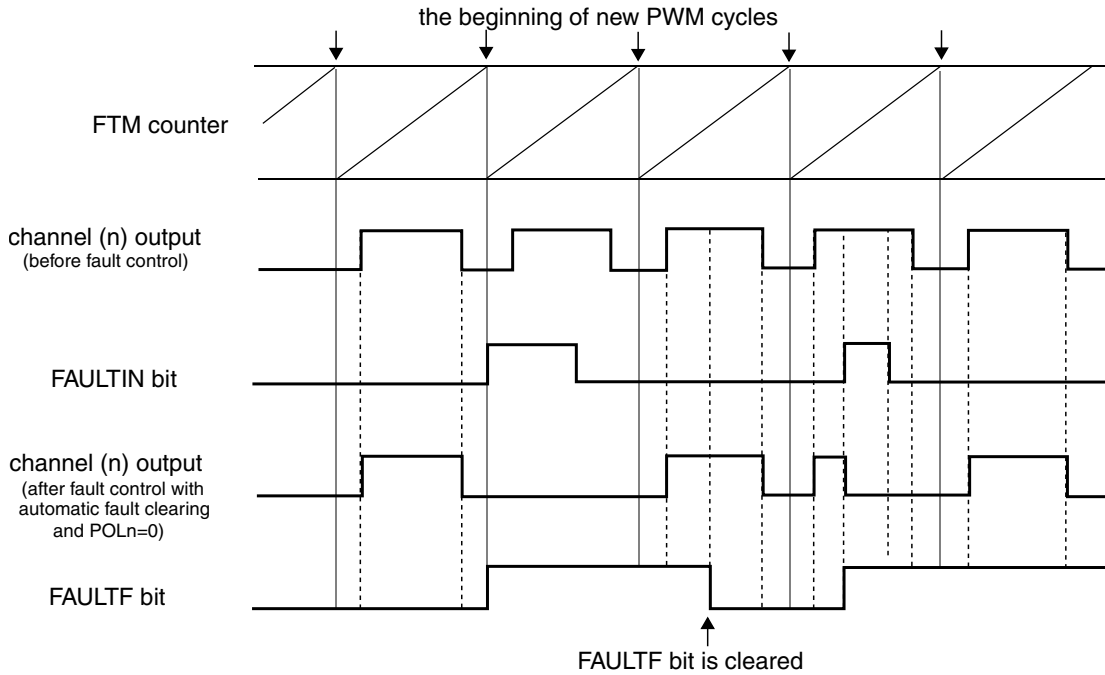 the beginning of new PWM cycles
FTM counter
channel (n) output
(before fault control)
FAULTIN bit
channel (n) output
(after fault control with
automatic fault clearing
and POLn=0)
FAULTF bit
FAULTF bit is cleared